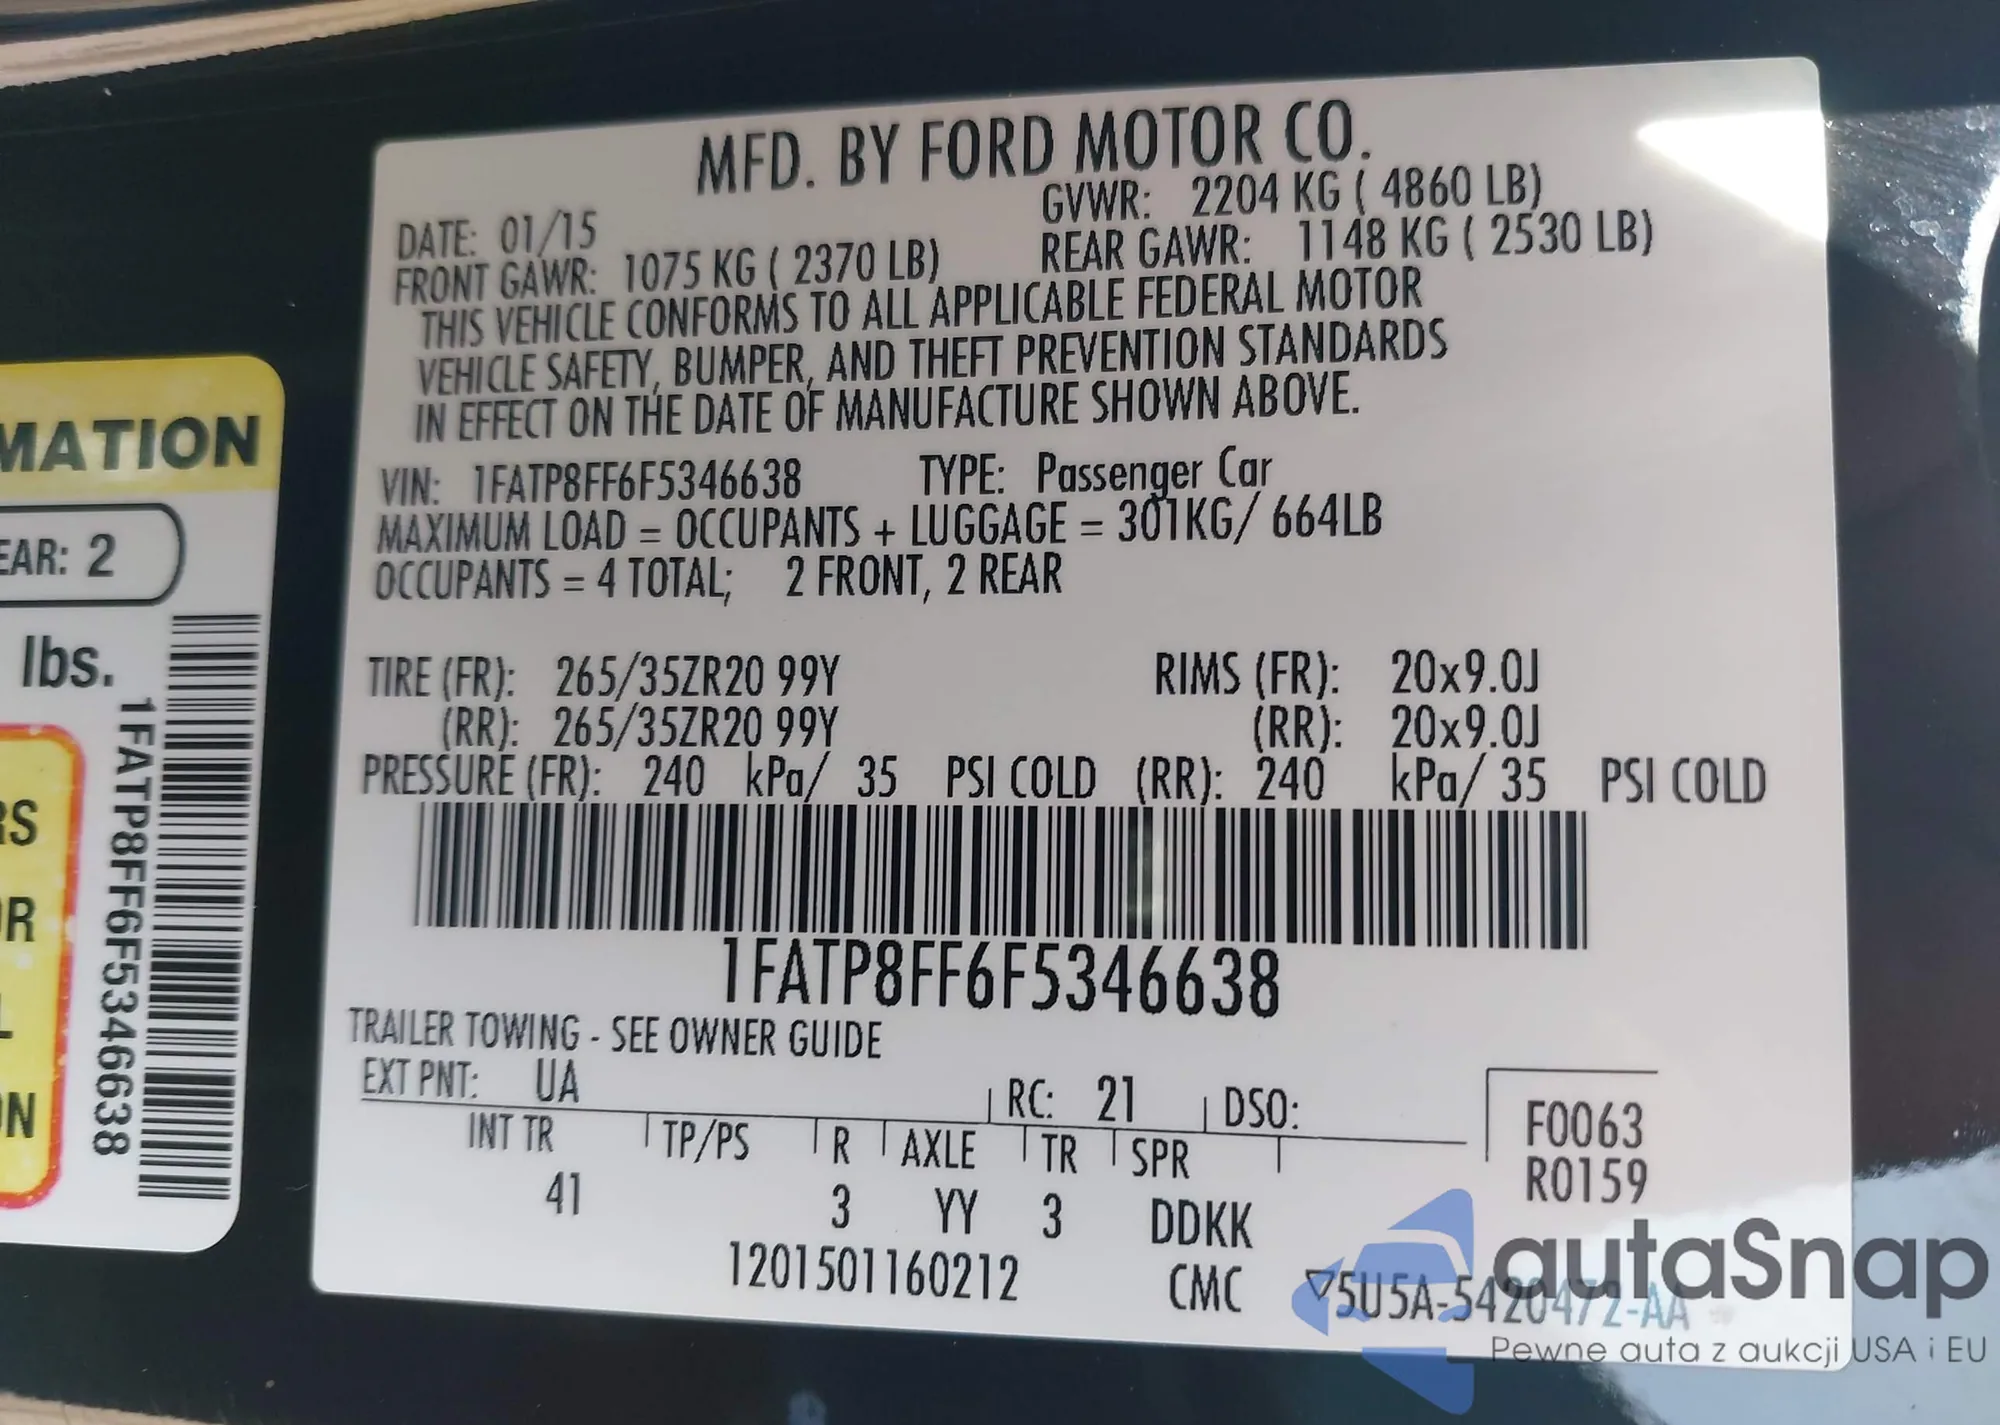 MFD. BY FORD MOTOR CO.
DATE: 01/15
GVWR: 2204 KG ( 4860 LB)
FRONT GAWR: 1075 KG ( 2370 LB)
REAR GAWR: 1148 KG ( 2530 LB)
THIS VEHICLE CONFORMS TO ALL APPLICABLE FEDERAL MOTOR
VEHICLE SAFETY, BUMPER, AND THEFT PREVENTION STANDARDS
IN EFFECT ON THE DATE OF MANUFACTURE SHOWN ABOVE.
VIN: 1FATP8FF6F5346638 TYPE: Passenger Car
MAXIMUM LOAD = OCCUPANTS + LUGGAGE = 301KG/ 664LB
OCCUPANTS = 4 TOTAL; 2 FRONT, 2 REAR
TIRE (FR): 265/35ZR20 99Y RIMS (FR): 20x9.0J
(RR): 265/35ZR20 99Y (RR): 20x9.0J
PRESSURE (FR): 240 kPa/ 35 PSI COLD (RR): 240 kPa/ 35 PSI COLD
1FATP8FF6F5346638
TRAILER TOWING - SEE OWNER GUIDE
EXT PNT: UA RC: 21 DSO:
F0063
R0159
INT TR TP/PS R AXLE TR SPR
41 3 YY 3 DDKK
1201501160212 CMC ▽5U5A-5420472-AA
MATION
EAR: 2
lbs.
1FATP8FF6F5346638
RS
OR
L
ON
autaSnap
Pewne auta z aukcji USA i EU